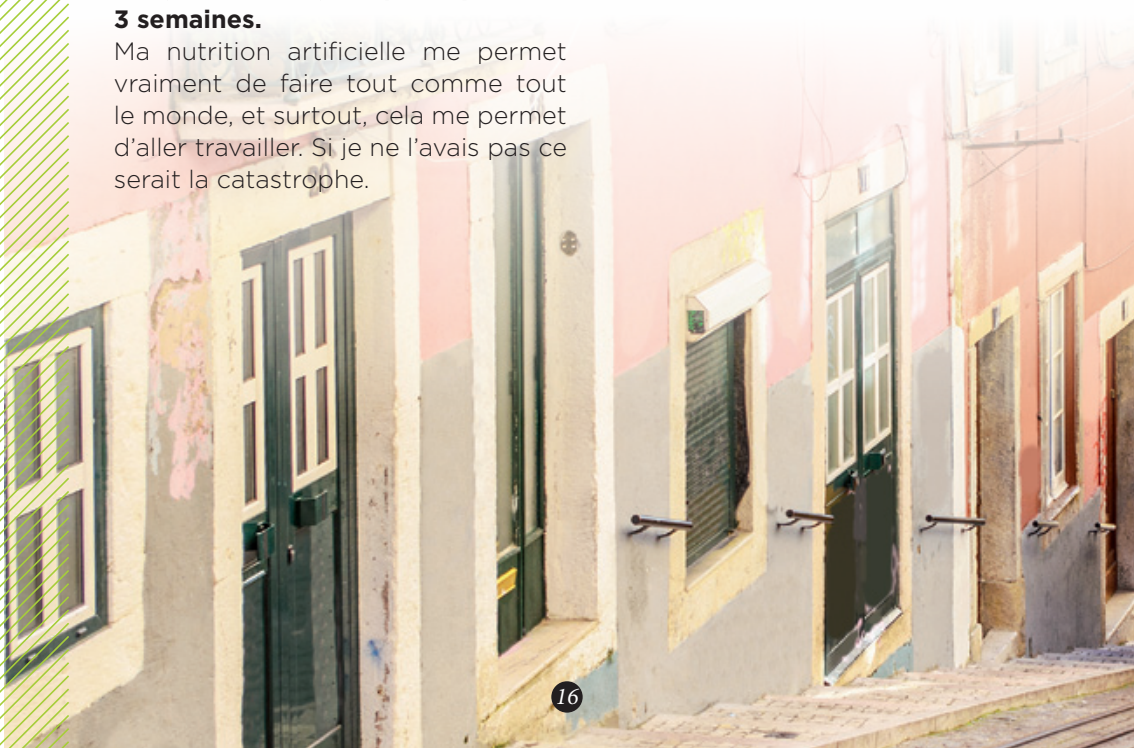 3 semaines.
Ma nutrition artificielle me permet
vraiment de faire tout comme tout
le monde, et surtout, cela me permet
d'aller travailler. Si je ne l'avais pas ce
serait la catastrophe.
16